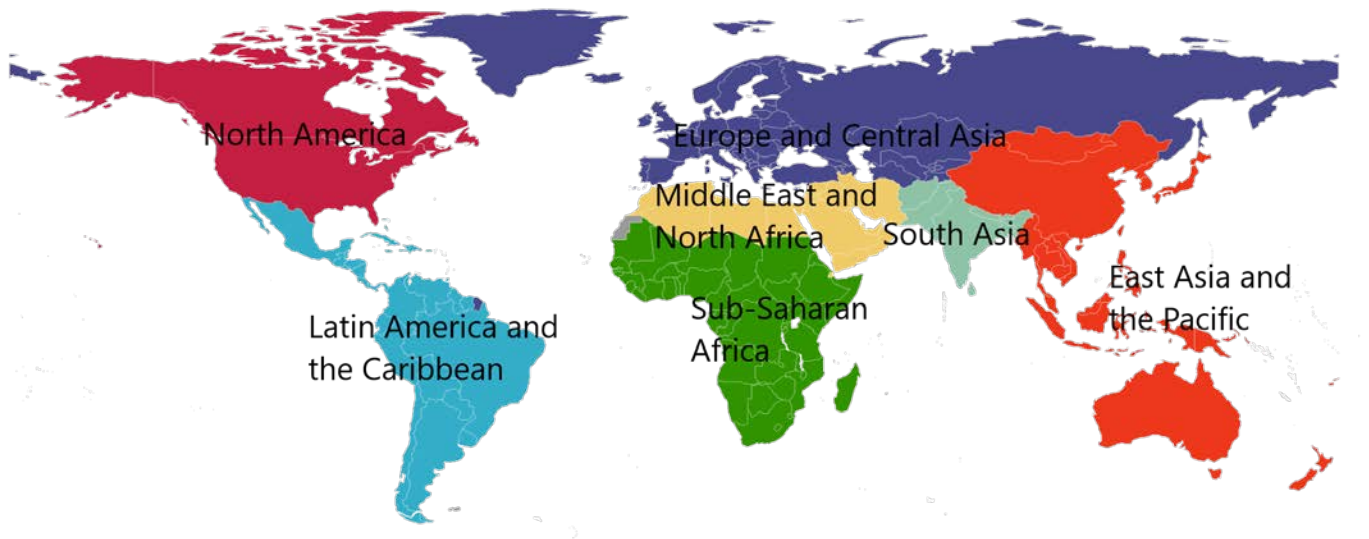 North America
Europe and Central Asia
Middle East and
North Africa
South Asia
East Asia and
the Pacific
Sub-Saharan
Africa
Latin America and
the Caribbean